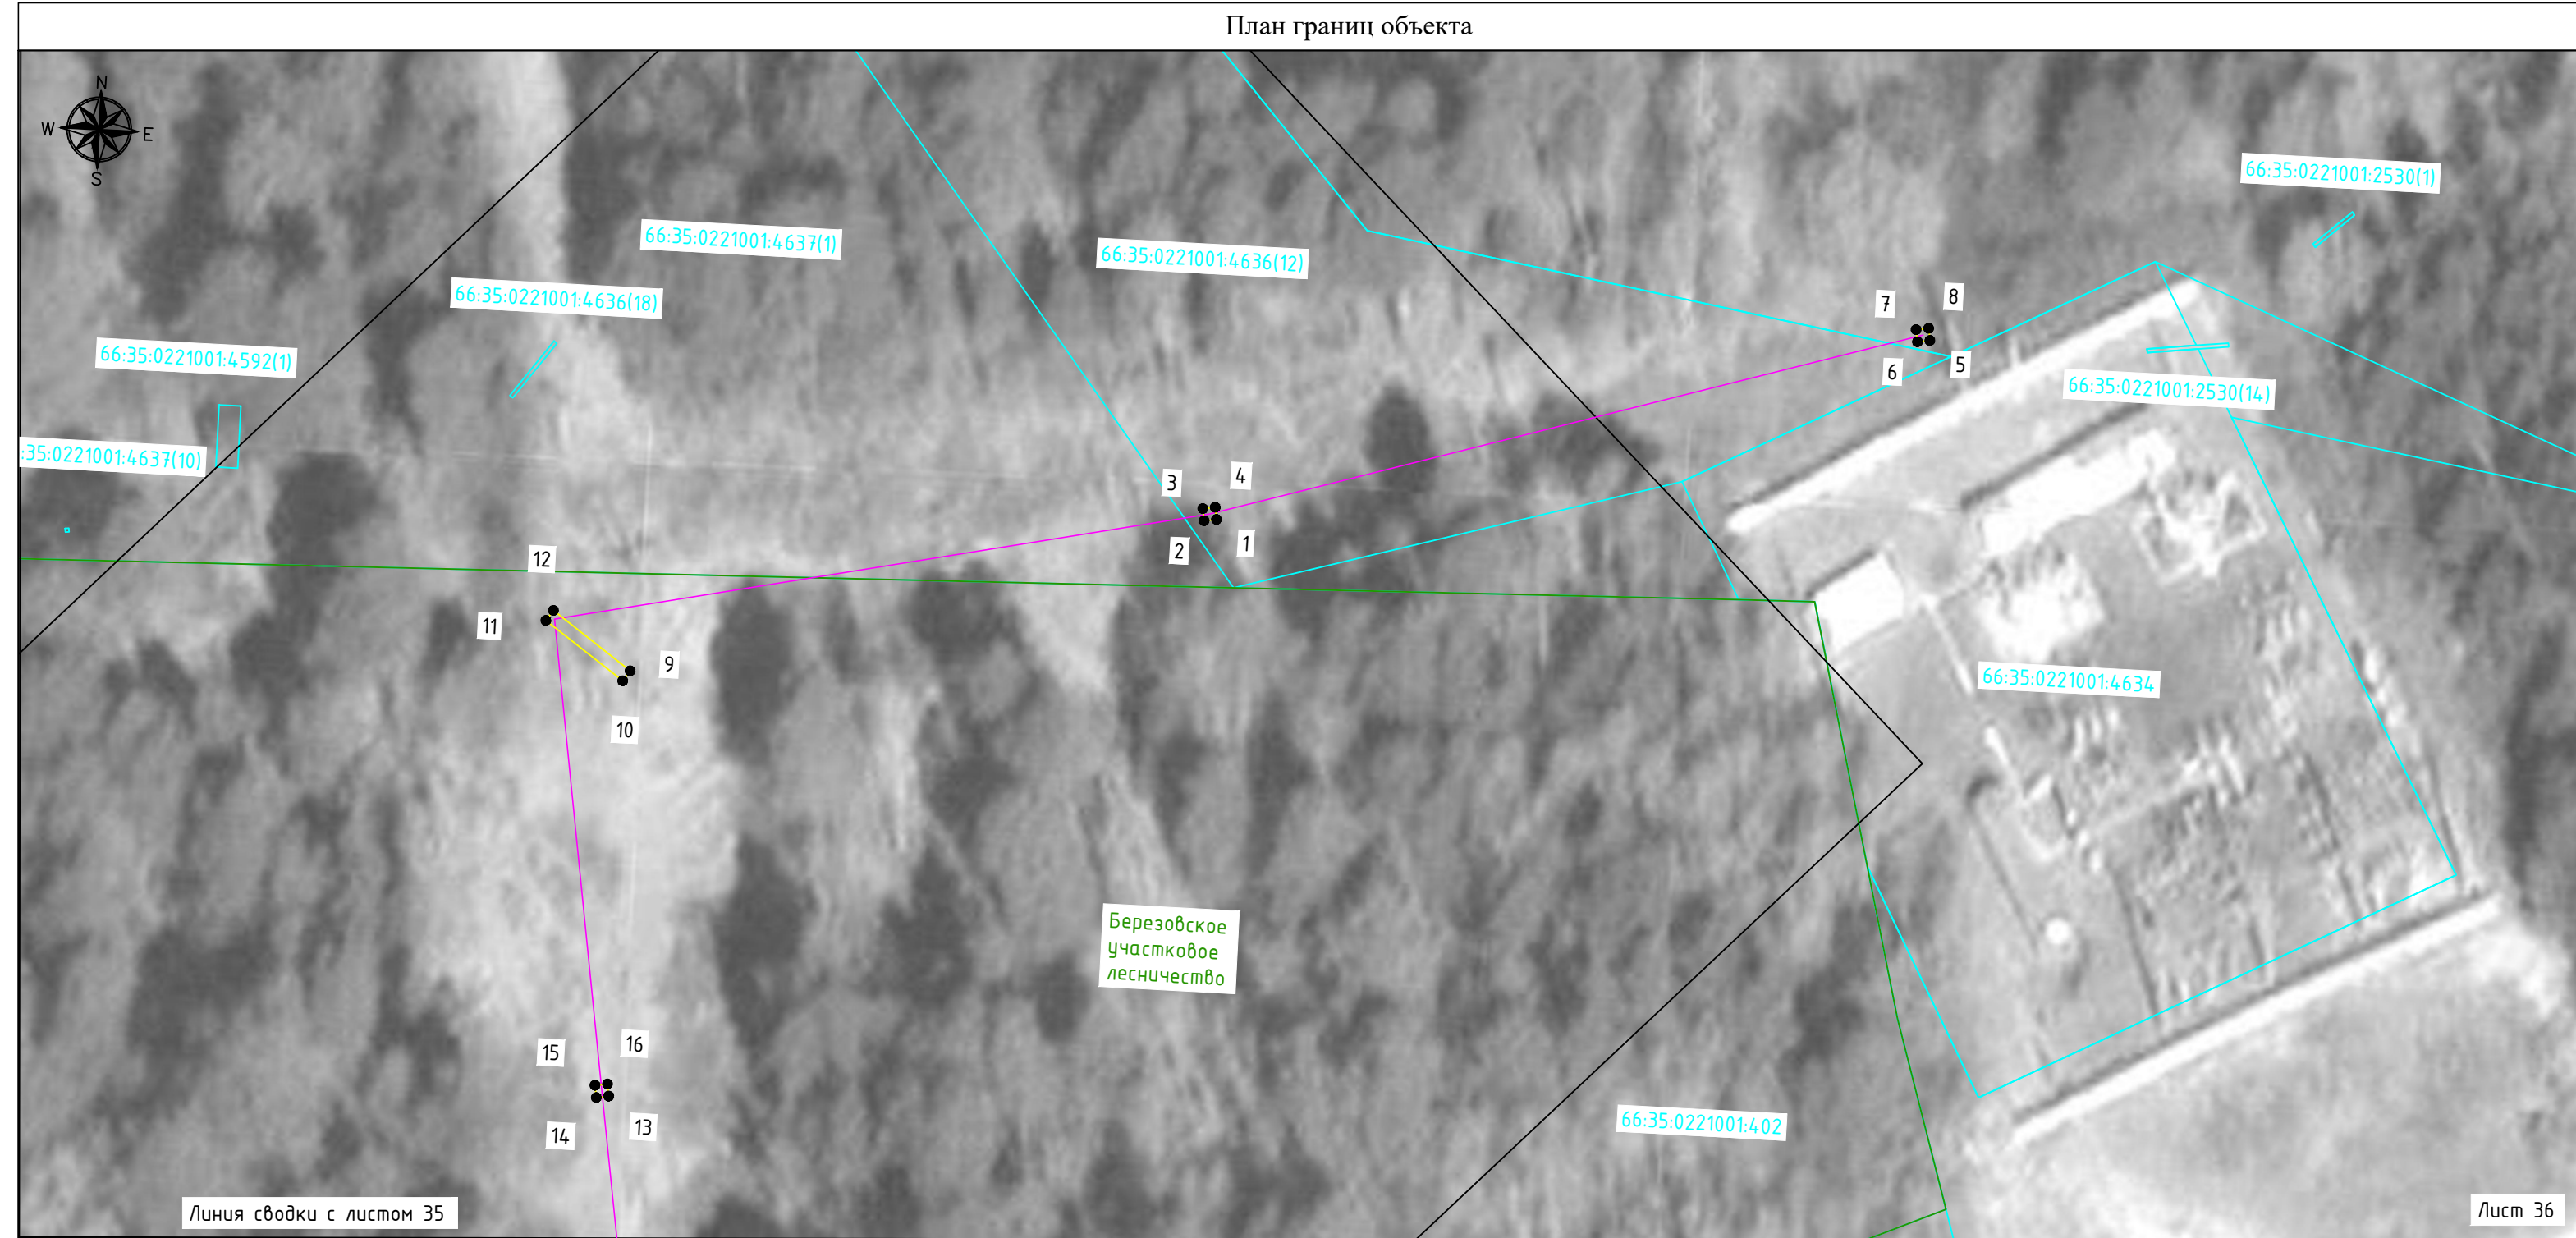 План границ объекта
N
W
E
S
66:35:0221001:2530(1)
66:35:0221001:4637(1)
66:35:0221001:4636(12)
66:35:0221001:4636(18)
7
8
66:35:0221001:4592(1)
6
5
66:35:0221001:2530(14)
:35:0221001:4637(10)
3
4
2
1
12
11
9
10
66:35:0221001:4634
Березовское
участковое
лесничество
15
16
14
13
66:35:0221001:402
Линия сводки с листом 35
Лист 36